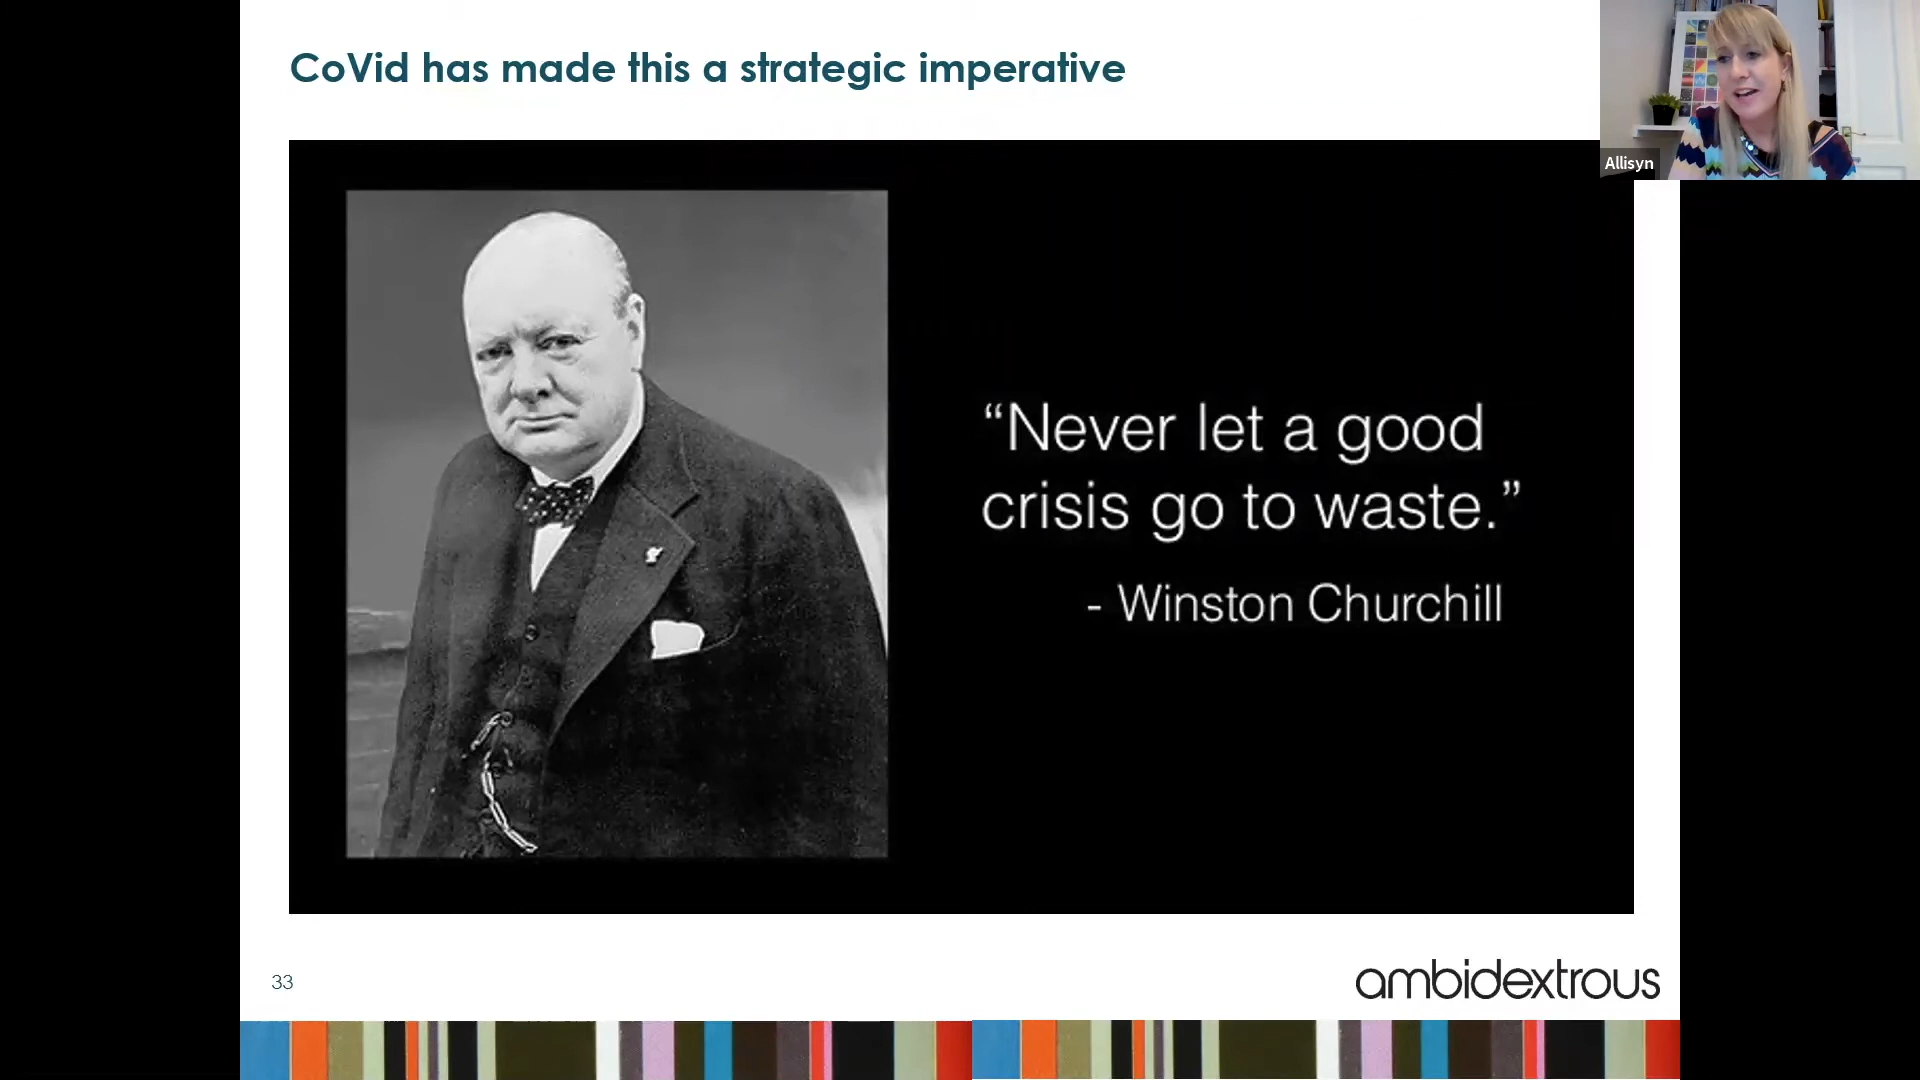 CoVid has made this a strategic imperative
Allisyn
“Never let a good
crisis go to waste.”
- Winston Churchill
33
ambidextrous